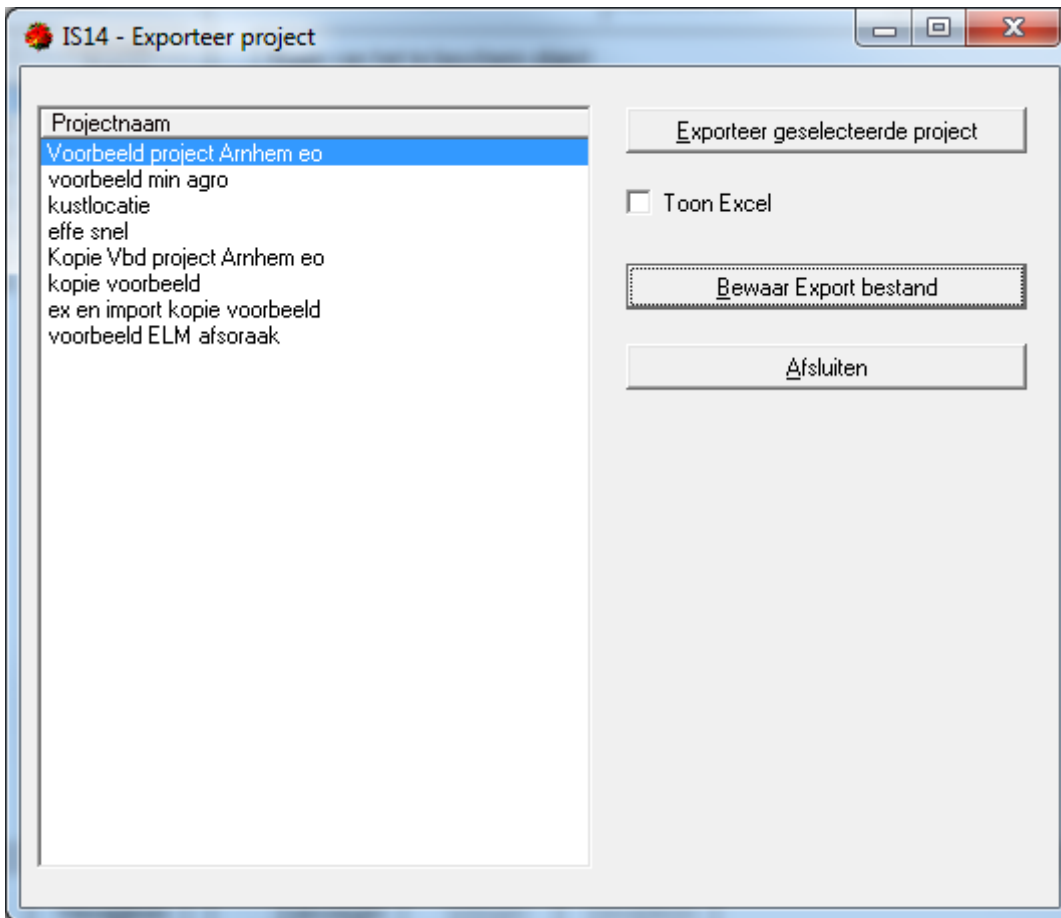 IS14 - Exporteer project
Projectnaam
Voorbeeld project Arnhem eo
voorbeeld min agro
kustlocatie
effe snel
Kopie Vbd project Arnhem eo
kopie voorbeeld
ex en import kopie voorbeeld
voorbeeld ELM afsoraak
Exporteer geselecteerde project
Toon Excel
Bewaar Export bestand
Afsluiten